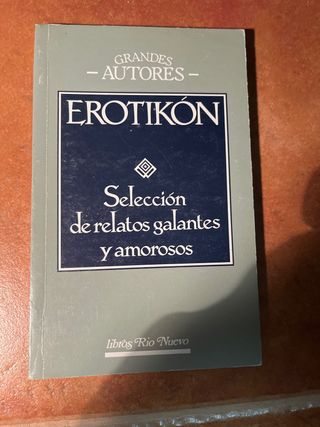 GRANDES
- AUTORES -
EROTIKÓN
Selección
de relatos galantes
y amorosos
libros Río Nuevo